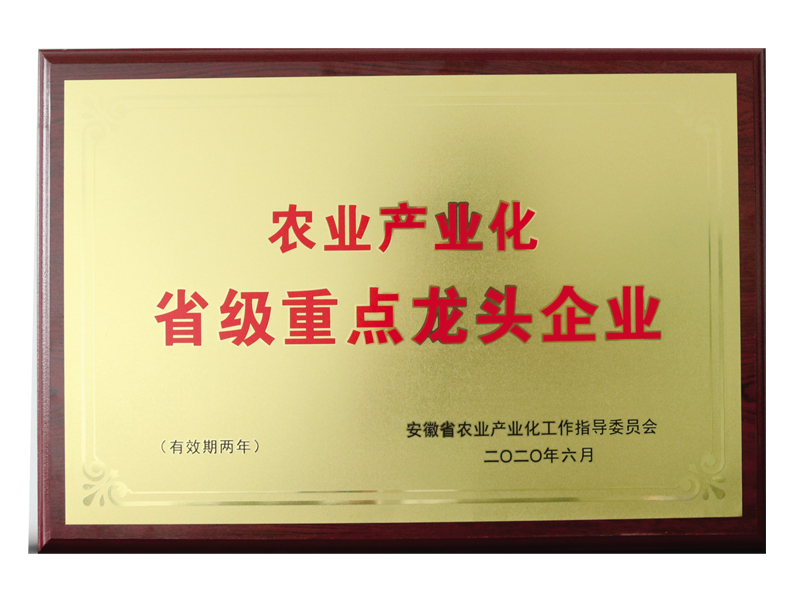 农业产业化
省级重点龙头企业
（有效期两年）
安徽省农业产业化工作指导委员会
二〇二〇年六月